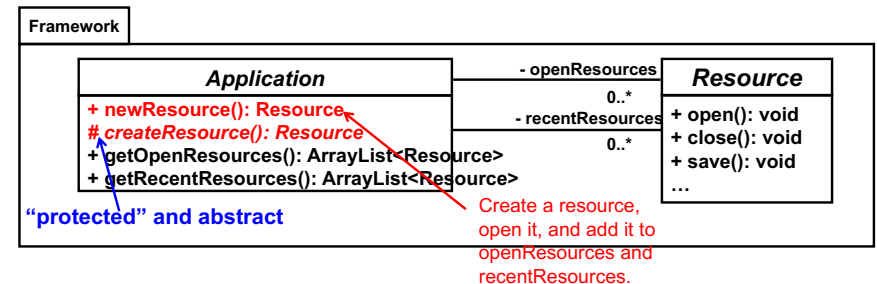 Framework
Application
+ newResource(): Resource
# createResource(): Resource
+ getOpenResources(): ArrayList<Resource>
+ getRecentResources(): ArrayList<Resource>
- openResources
0..*
- recentResources
0..*
Resource
+ open(): void
+ close(): void
+ save(): void
…
“protected” and abstract
Create a resource,
open it, and add it to
openResources and
recentResources.